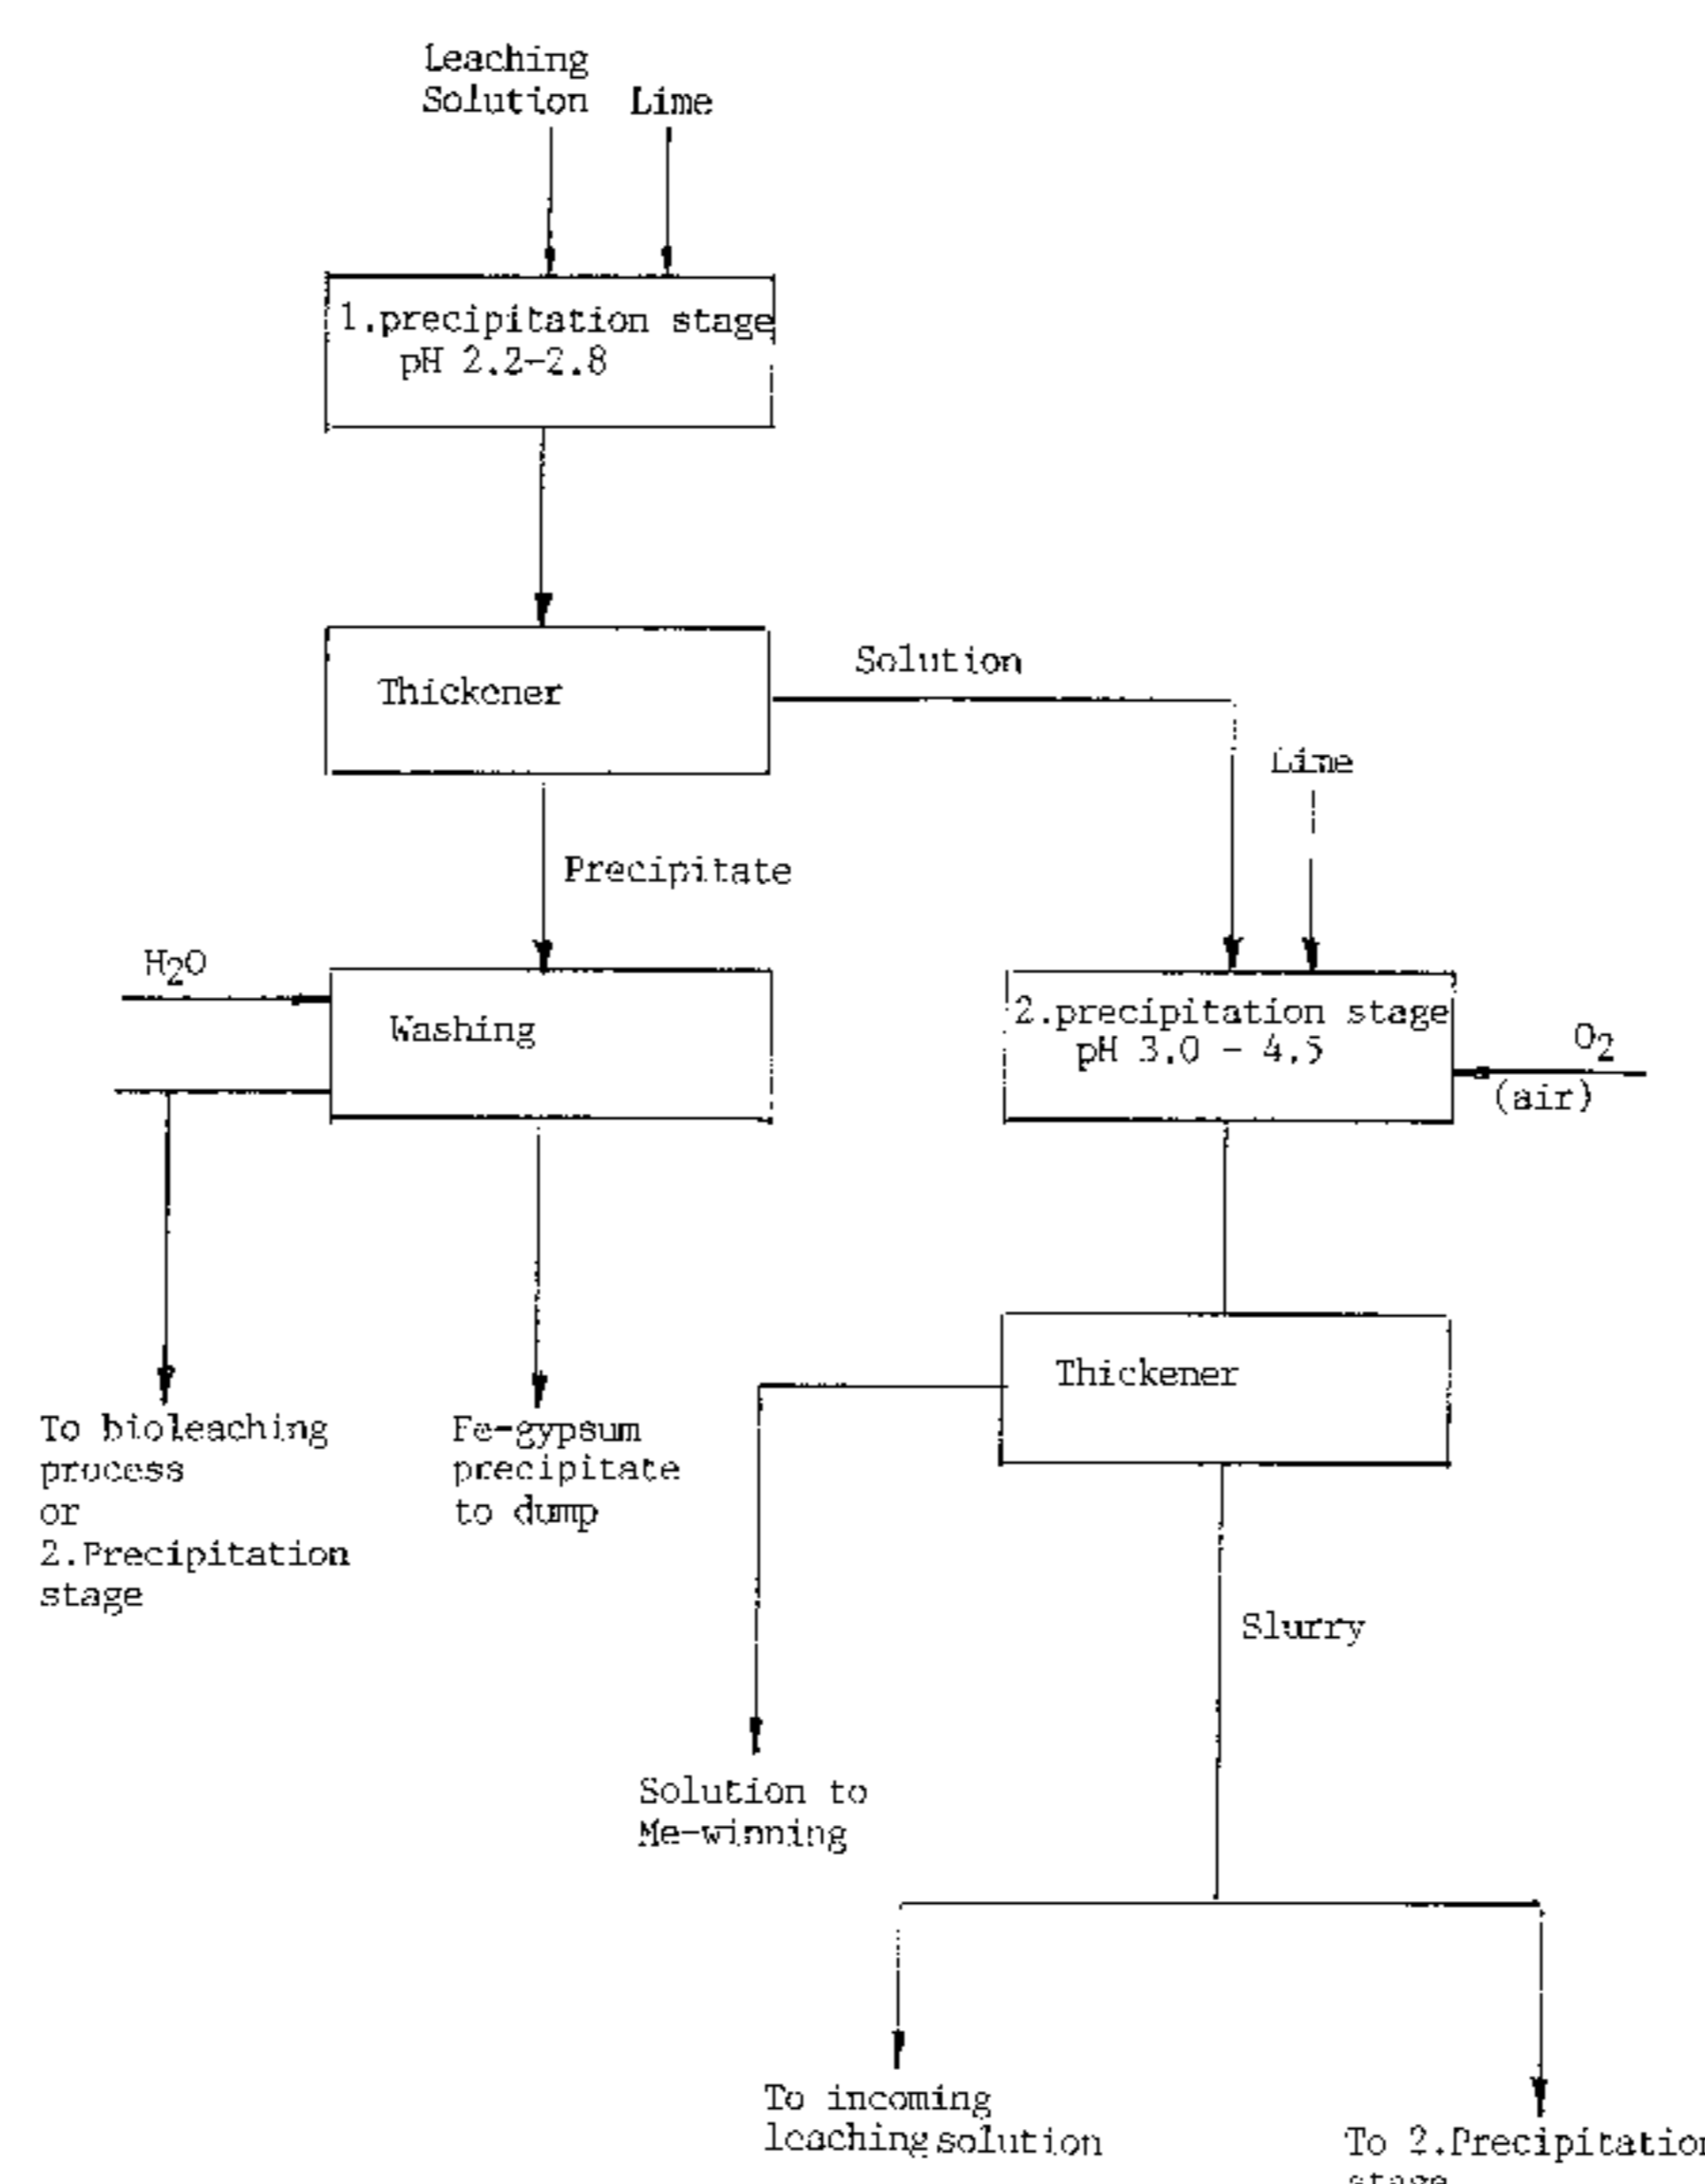 Leaching
Solution Lime
1.precipitation stage
pH 2.2-2.8
Thickener
Solution
Lime
Precipitate
H2O
Washing
2.precipitation stage
pH 3.0 - 4.5
O2
(air)
Thickener
To bioleaching
process
or
2.Precipitation
stage
Fe-gypsum
precipitate
to dump
Slurry
Solution to
Me-winning
To incoming
leaching solution
To 2.Precipitation
stage